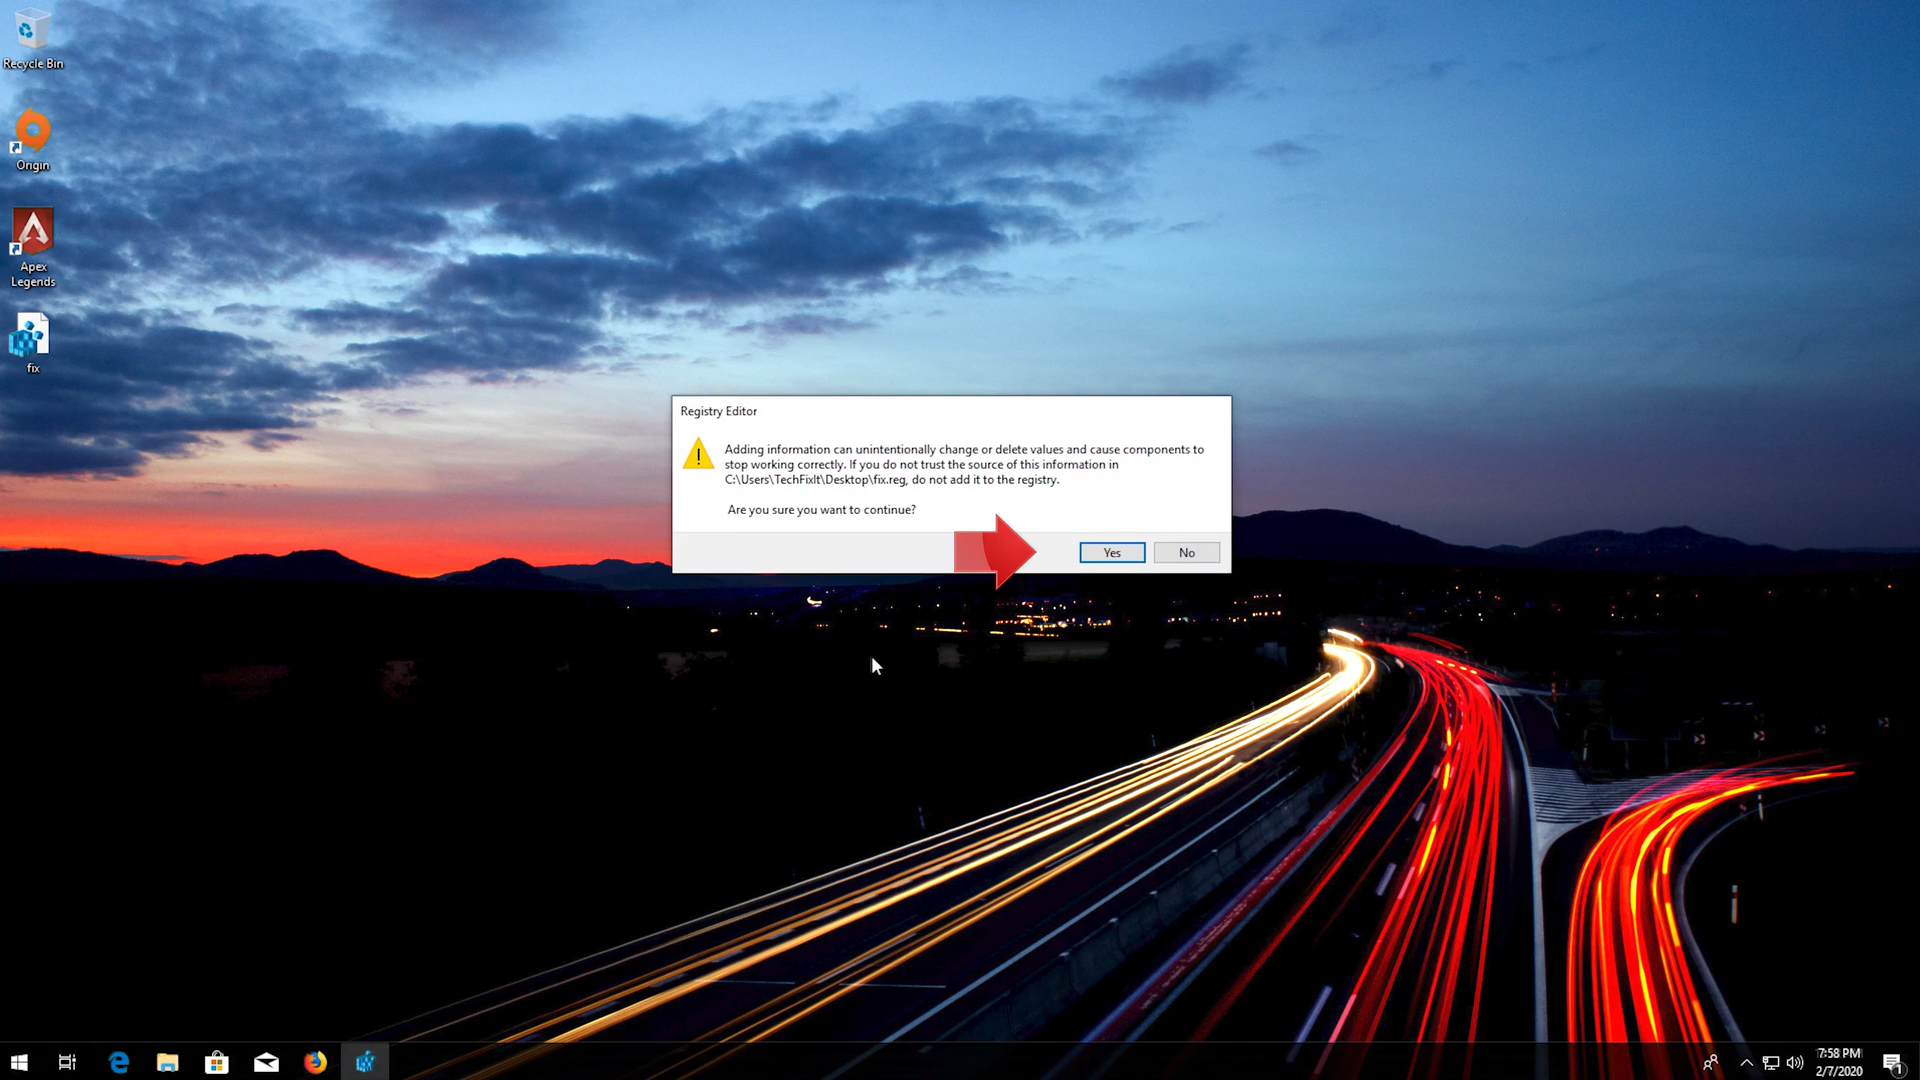 Recycle Bin
Origin
Apex
Legends
fix
Registry Editor
Adding information can unintentionally change or delete values and cause components to
stop working correctly. If you do not trust the source of this information in
C:\Users\TechFixIt\Desktop\fix.reg, do not add it to the registry.
Are you sure you want to continue?
Yes
No
7:58 PM
2/7/2020
1